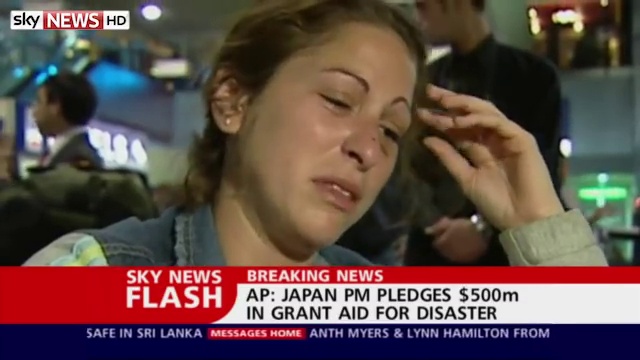 sky NEWS HD
BREAKING NEWS
SKY NEWS
FLASH
AP: JAPAN PM PLEDGES $500m
IN GRANT AID FOR DISASTER
SAFE IN SRI LANKA MESSAGES HOME ANTH MYERS & LYNN HAMILTON FROM